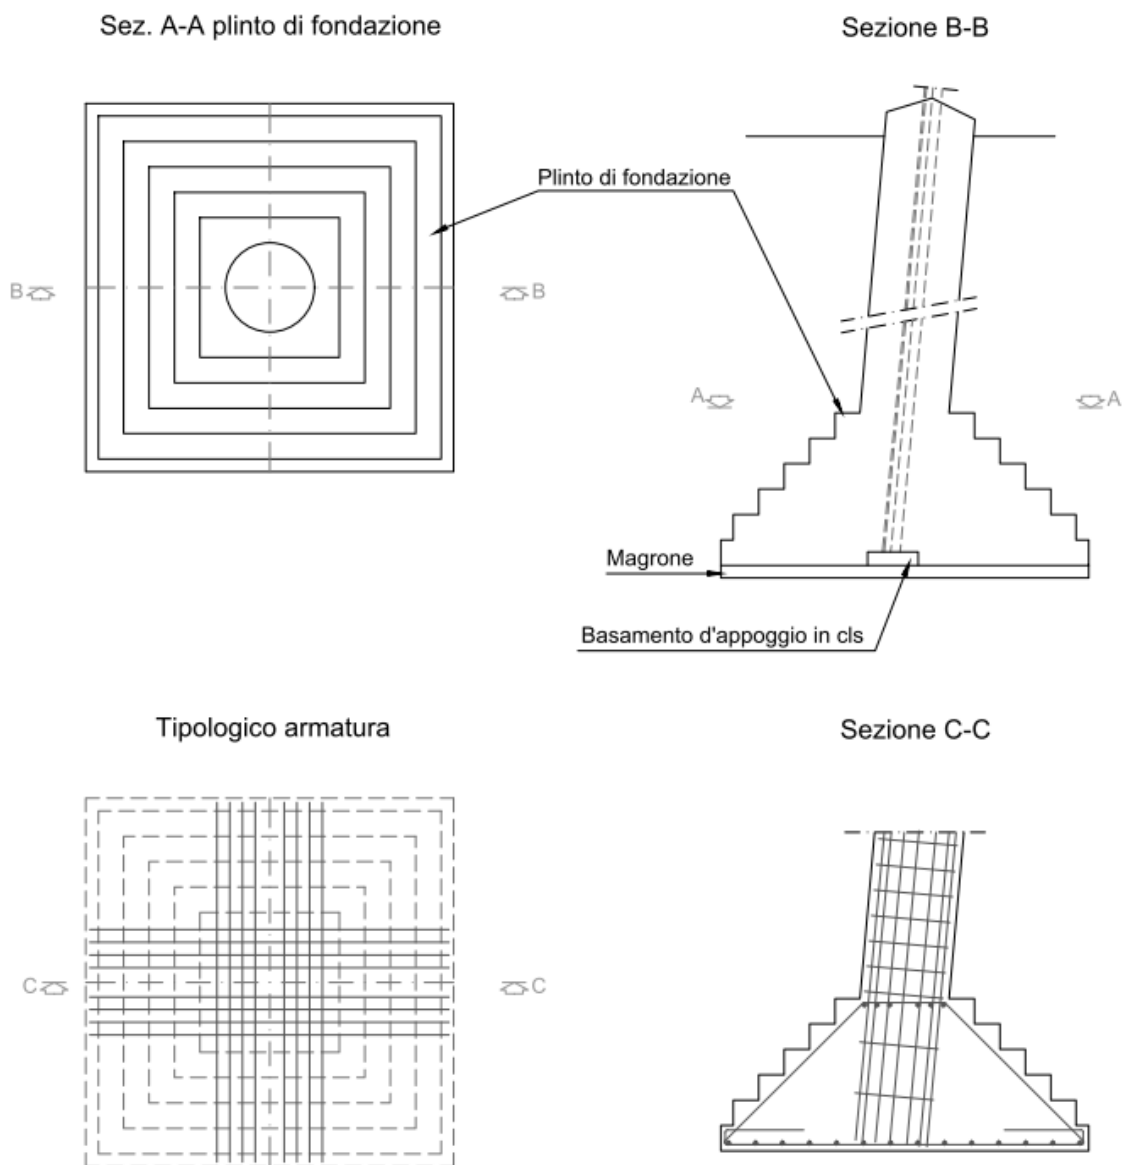 Sez. A-A plinto di fondazione
Sezione B-B
Plinto di fondazione
B
B
A
A
Magrone
Basamento d'appoggio in cls
Tipologico armatura
Sezione C-C
C
C